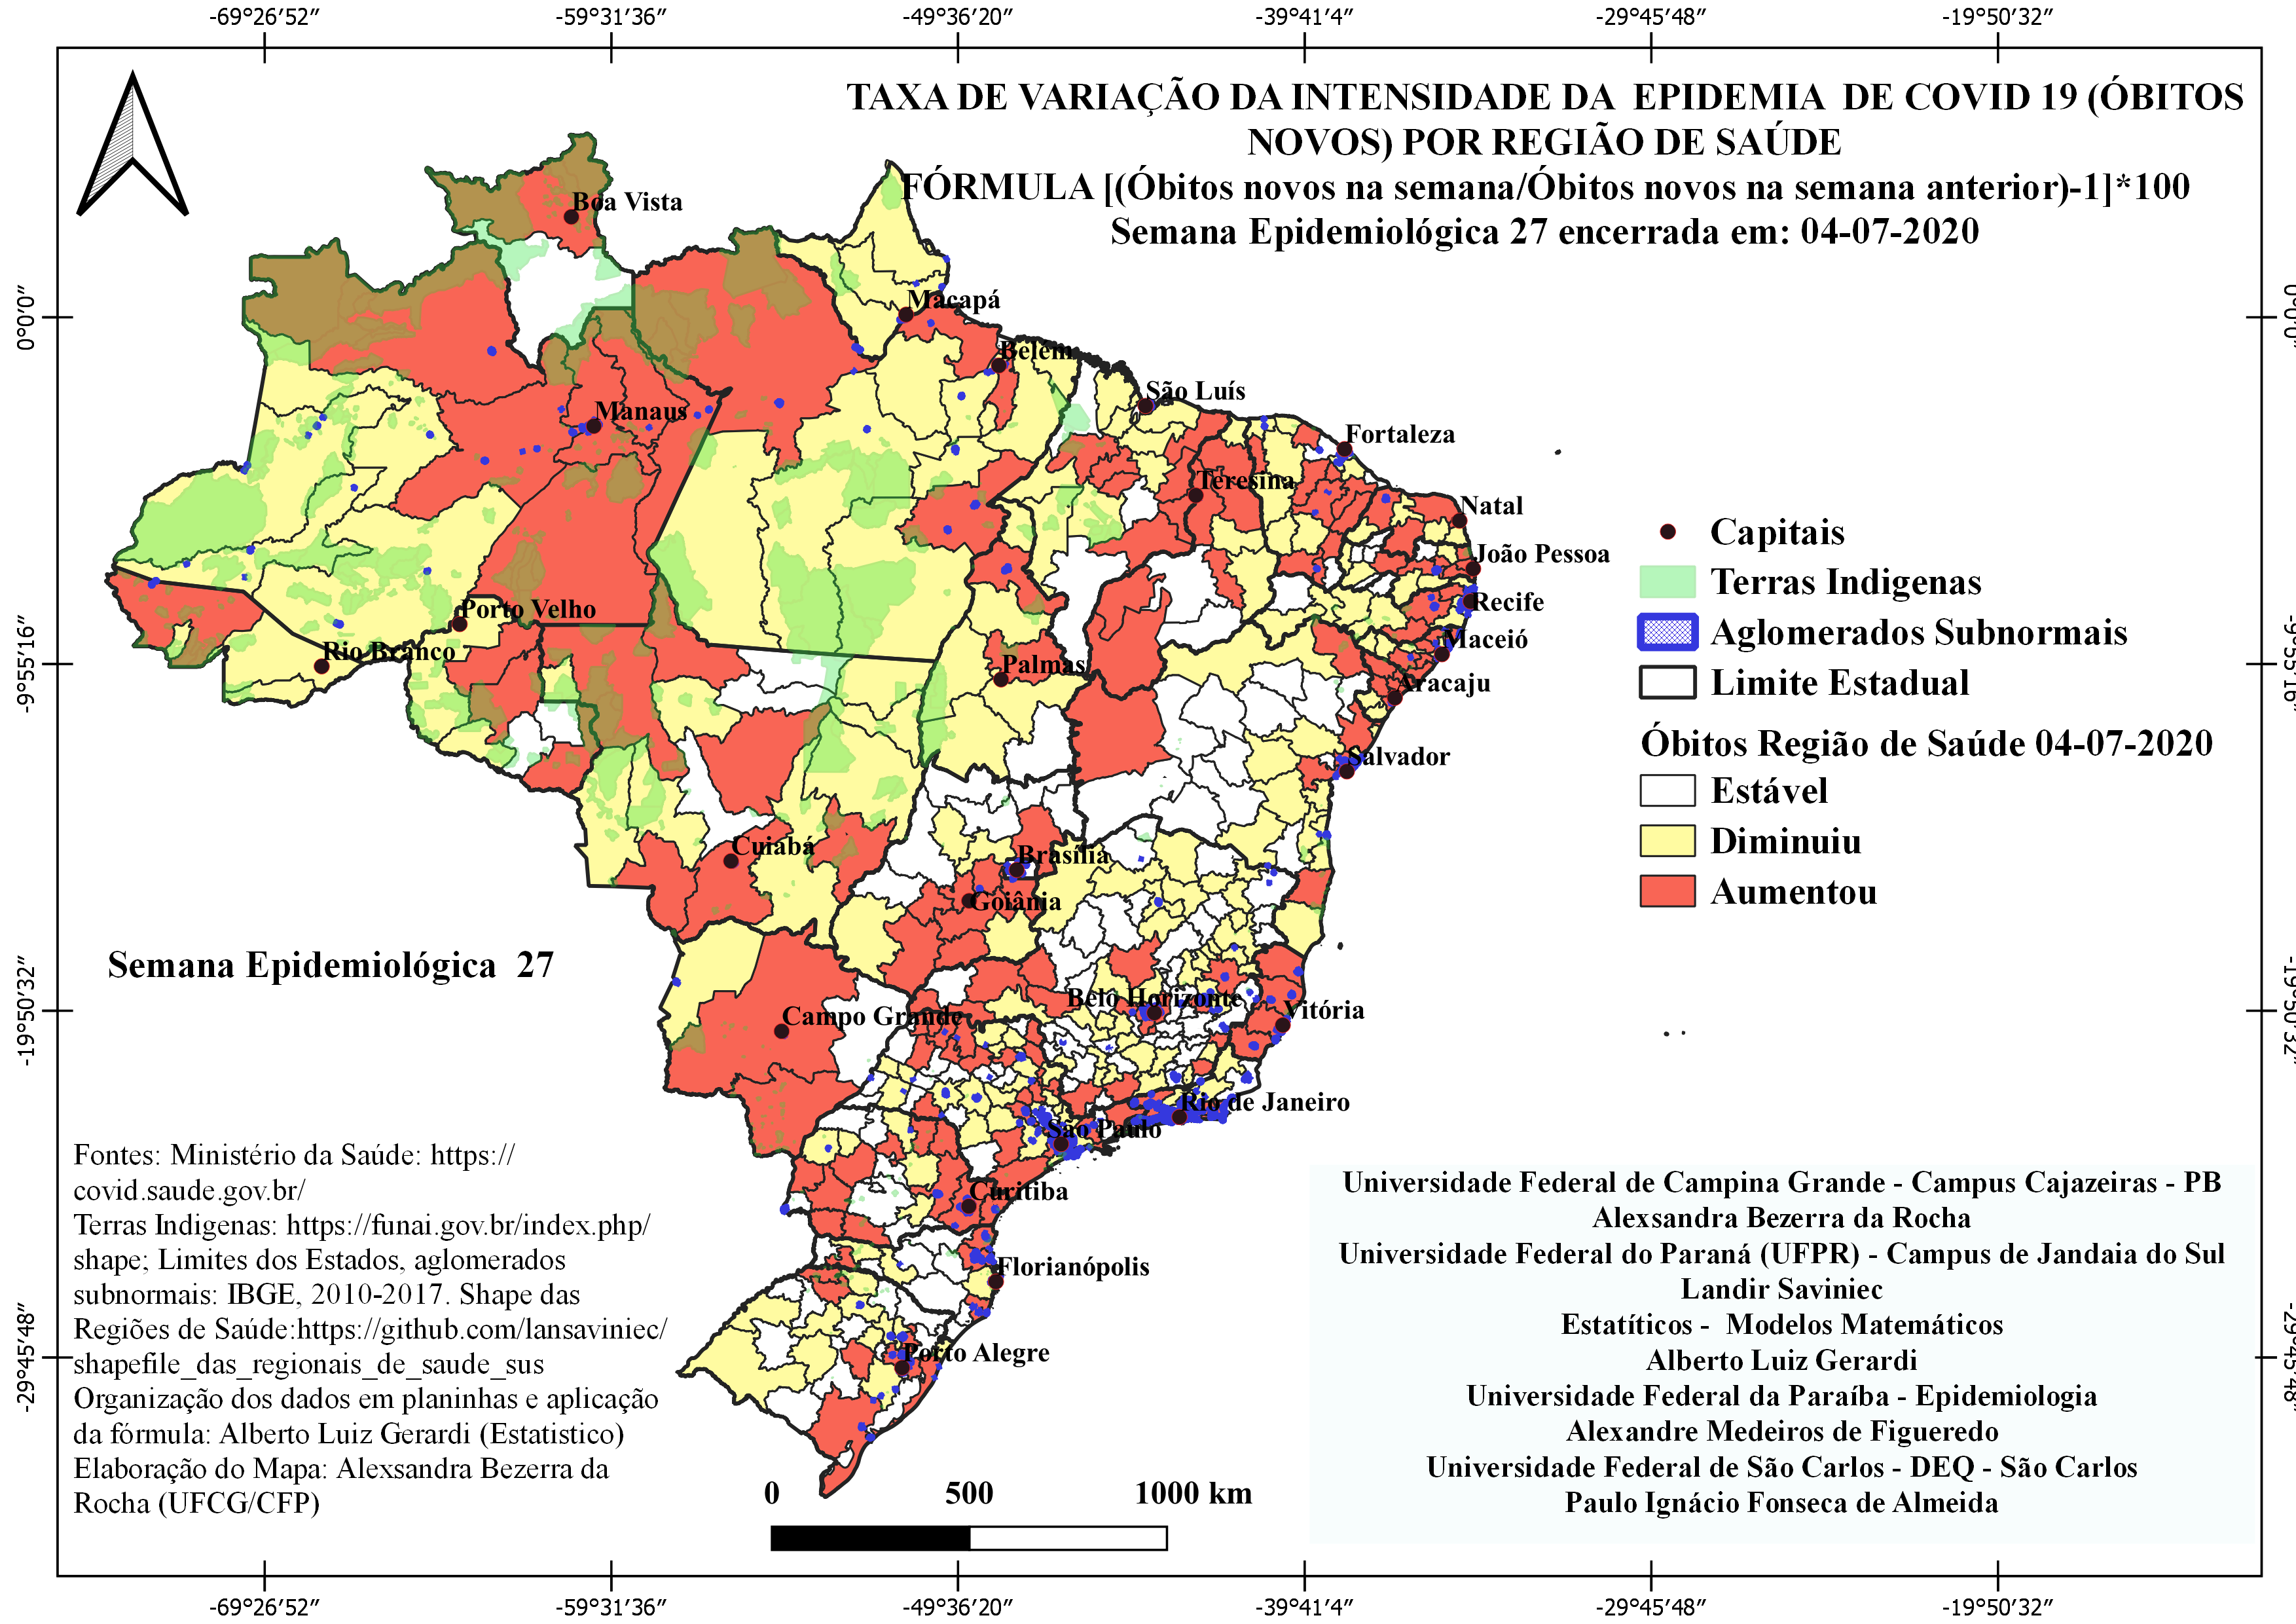 -69°26′52″ -59°31′36″ -49°36′20″ -39°41′4″ -29°45′48″ -19°50′32″
TAXA DE VARIAÇÃO DA INTENSIDADE DA EPIDEMIA DE COVID 19 (ÓBITOS
NOVOS) POR REGIÃO DE SAÚDE
FÓRMULA [(Óbitos novos na semana/Óbitos novos na semana anterior)-1]*100
Semana Epidemiológica 27 encerrada em: 04-07-2020
Boa Vista
Macapá
0°0′0″
0°0′0″
Belém
São Luís
Manaus
Fortaleza
Teresina
Natal
João Pessoa
Recife
Porto Velho
Maceió
Rio Branco
Palmas
-9°55′16″
-9°55′16″
Aracaju
Salvador
Cuiabá
Brasília
Goiânia
Belo Horizonte
Vitória
Campo Grande
-19°50′32″
-19°50′32″
Rio de Janeiro
São Paulo
Curitiba
Florianópolis
Porto Alegre
-29°45′48″
-29°45′48″
Capitais
Terras Indigenas
Aglomerados Subnormais
Limite Estadual
Óbitos Região de Saúde 04-07-2020
Estável
Diminuiu
Aumentou
Semana Epidemiológica 27
Fontes: Ministério da Saúde: https://
covid.saude.gov.br/
Terras Indigenas: https://funai.gov.br/index.php/
shape; Limites dos Estados, aglomerados
subnormais: IBGE, 2010-2017. Shape das
Regiões de Saúde:https://github.com/lansaviniec/
shapefile_das_regionais_de_saude_sus
Organização dos dados em planinhas e aplicação
da fórmula: Alberto Luiz Gerardi (Estatistico)
Elaboração do Mapa: Alexsandra Bezerra da
Rocha (UFCG/CFP)
0 500 1000 km
Universidade Federal de Campina Grande - Campus Cajazeiras - PB
Alexsandra Bezerra da Rocha
Universidade Federal do Paraná (UFPR) - Campus de Jandaia do Sul
Landir Saviniec
Estatíticos - Modelos Matemáticos
Alberto Luiz Gerardi
Universidade Federal da Paraíba - Epidemiologia
Alexandre Medeiros de Figueredo
Universidade Federal de São Carlos - DEQ - São Carlos
Paulo Ignácio Fonseca de Almeida
-69°26′52″ -59°31′36″ -49°36′20″ -39°41′4″ -29°45′48″ -19°50′32″